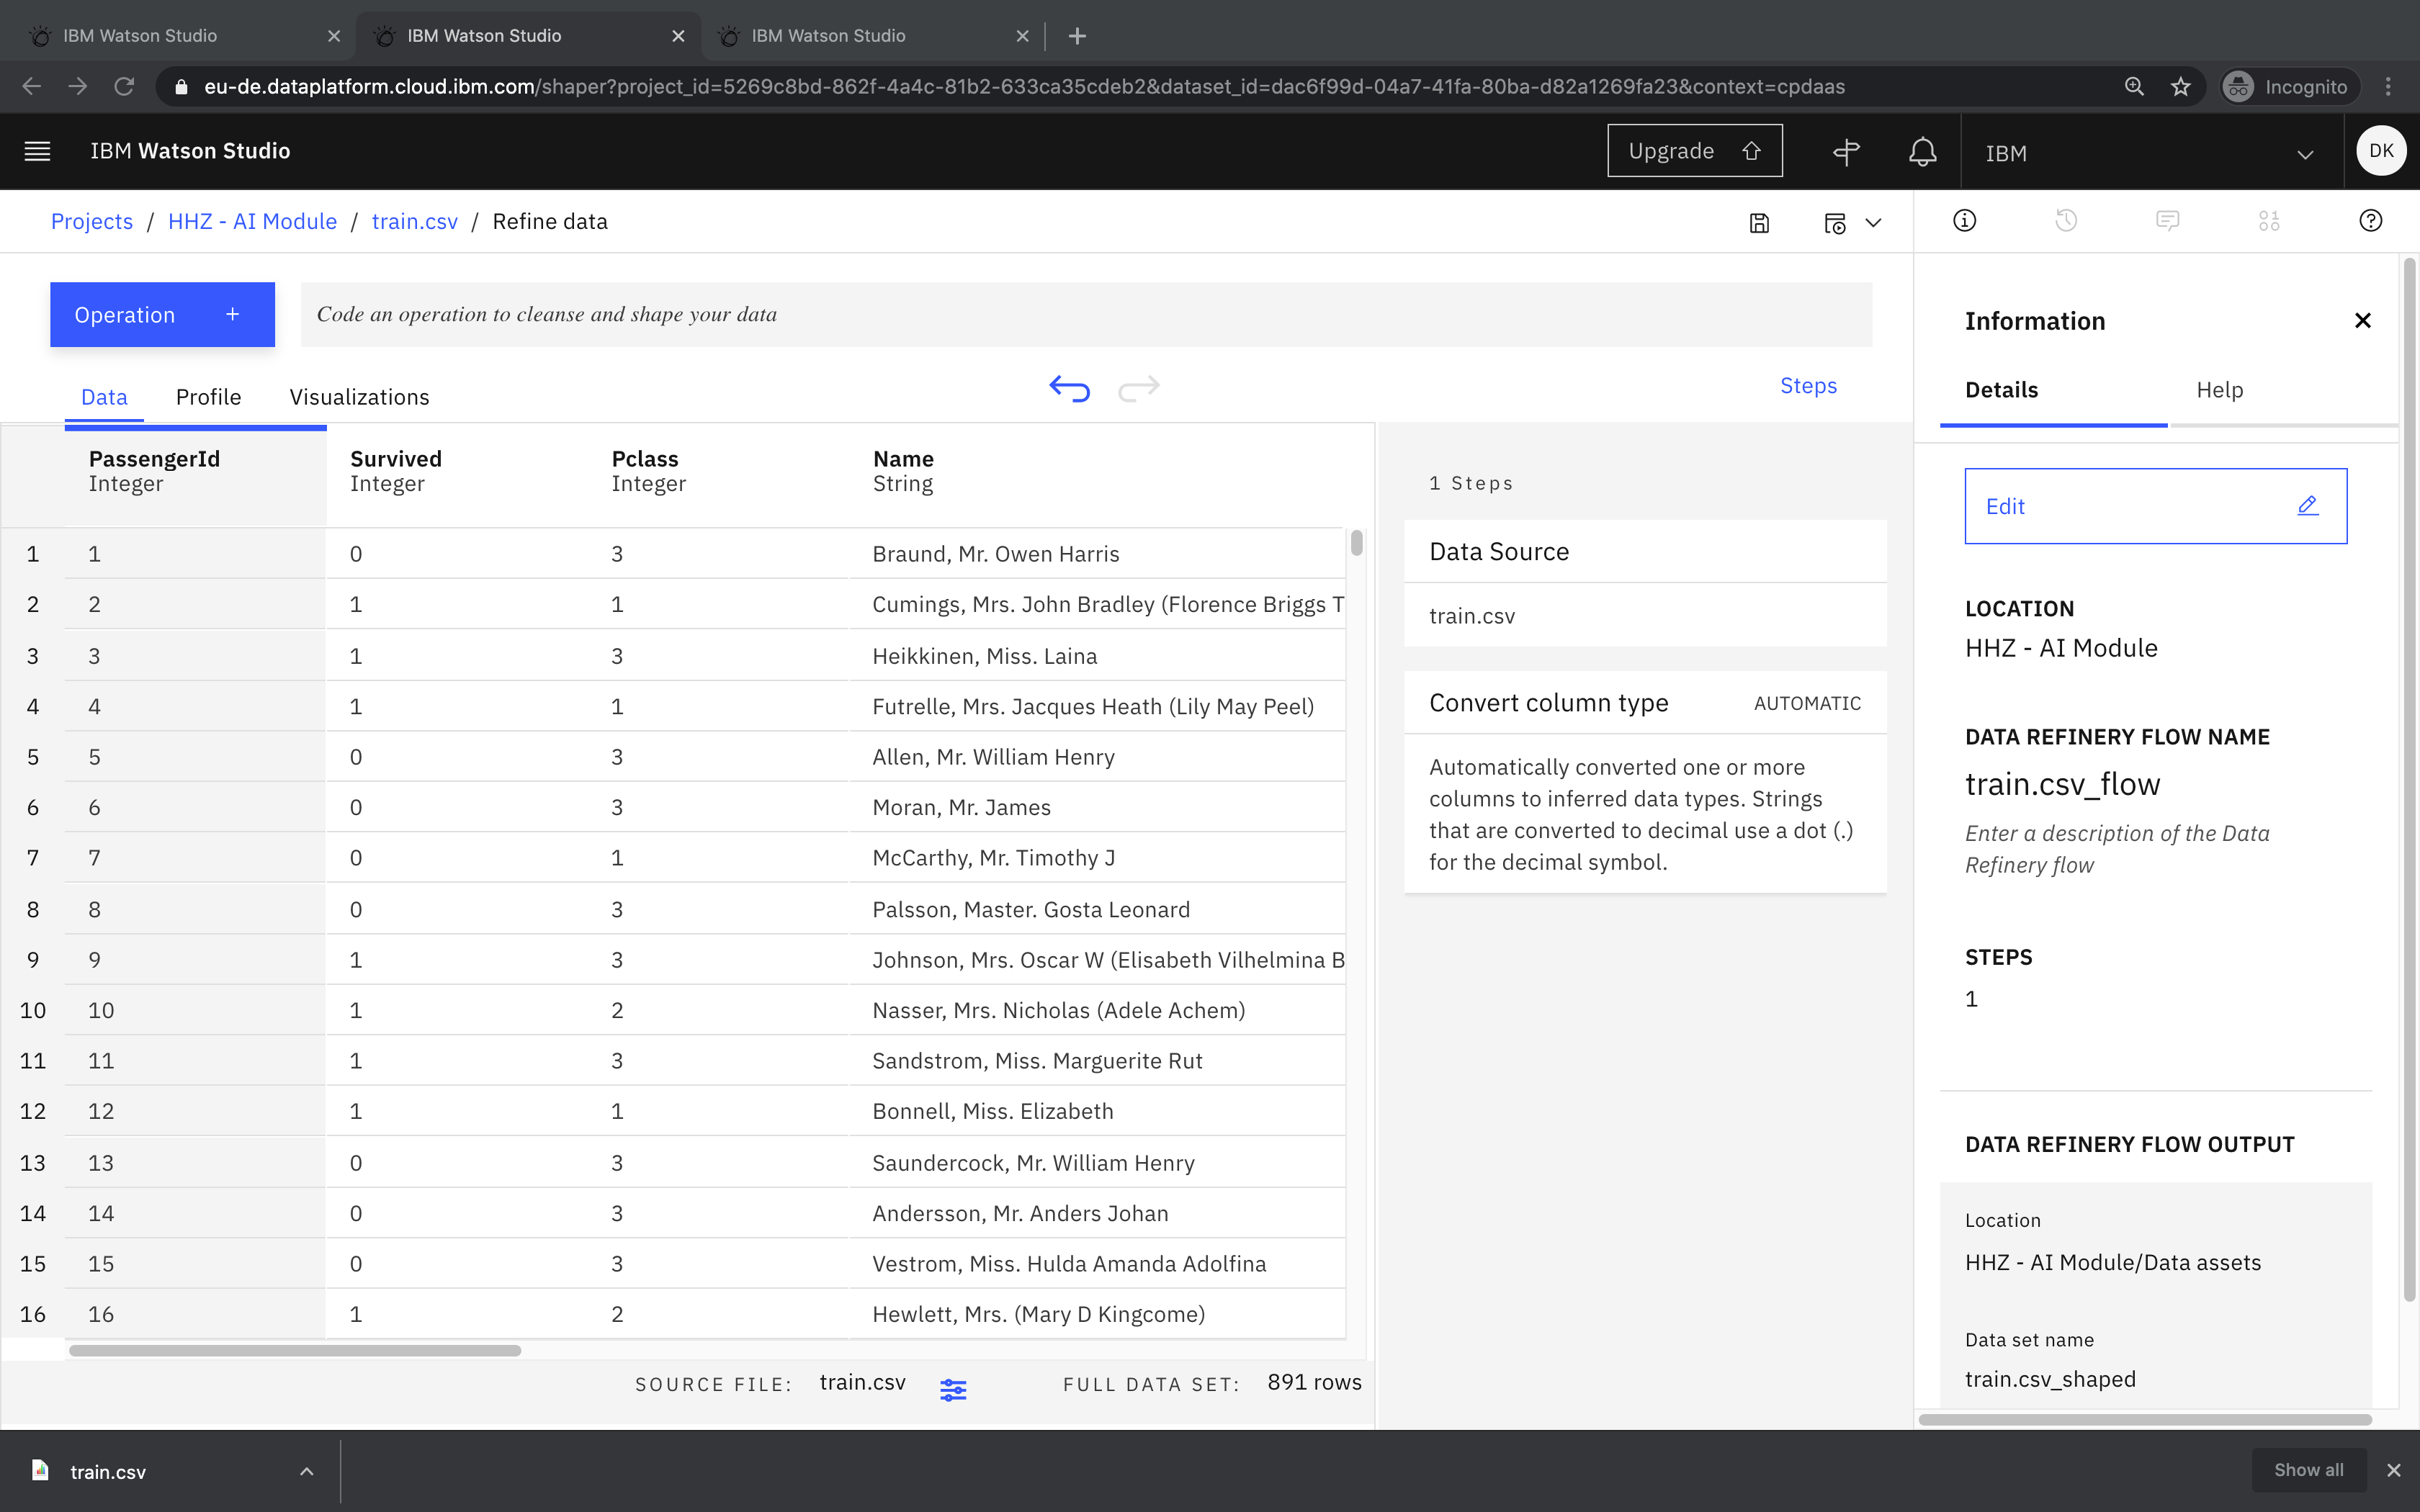 IBM Watson Studio
IBM Watson Studio
IBM Watson Studio
eu-de.dataplatform.cloud.ibm.com/shaper?project_id=5269c8bd-862f-4a4c-81b2-633ca35cdeb2&dataset_id=dac6f99d-04a7-41fa-80ba-d82a1269fa23&context=cpdaas
Incognito
IBM Watson Studio
Upgrade
IBM
DK
Projects / HHZ - AI Module / train.csv / Refine data
Operation +
Code an operation to cleanse and shape your data
Data Profile Visualizations
Steps
PassengerId Survived Pclass Name
Integer Integer Integer String
1 1 0 3 Braund, Mr. Owen Harris
2 2 1 1 Cumings, Mrs. John Bradley (Florence Briggs T
3 3 1 3 Heikkinen, Miss. Laina
4 4 1 1 Futrelle, Mrs. Jacques Heath (Lily May Peel)
5 5 0 3 Allen, Mr. William Henry
6 6 0 3 Moran, Mr. James
7 7 0 1 McCarthy, Mr. Timothy J
8 8 0 3 Palsson, Master. Gosta Leonard
9 9 1 3 Johnson, Mrs. Oscar W (Elisabeth Vilhelmina B
10 10 1 2 Nasser, Mrs. Nicholas (Adele Achem)
11 11 1 3 Sandstrom, Miss. Marguerite Rut
12 12 1 1 Bonnell, Miss. Elizabeth
13 13 0 3 Saundercock, Mr. William Henry
14 14 0 3 Andersson, Mr. Anders Johan
15 15 0 3 Vestrom, Miss. Hulda Amanda Adolfina
16 16 1 2 Hewlett, Mrs. (Mary D Kingcome)
SOURCE FILE: train.csv FULL DATA SET: 891 rows
1 Steps
Data Source
train.csv
Convert column type AUTOMATIC
Automatically converted one or more
columns to inferred data types. Strings
that are converted to decimal use a dot (.)
for the decimal symbol.
Information
Details Help
Edit
LOCATION
HHZ - AI Module
DATA REFINERY FLOW NAME
train.csv_flow
Enter a description of the Data
Refinery flow
STEPS
1
DATA REFINERY FLOW OUTPUT
Location
HHZ - AI Module/Data assets
Data set name
train.csv_shaped
train.csv
Show all